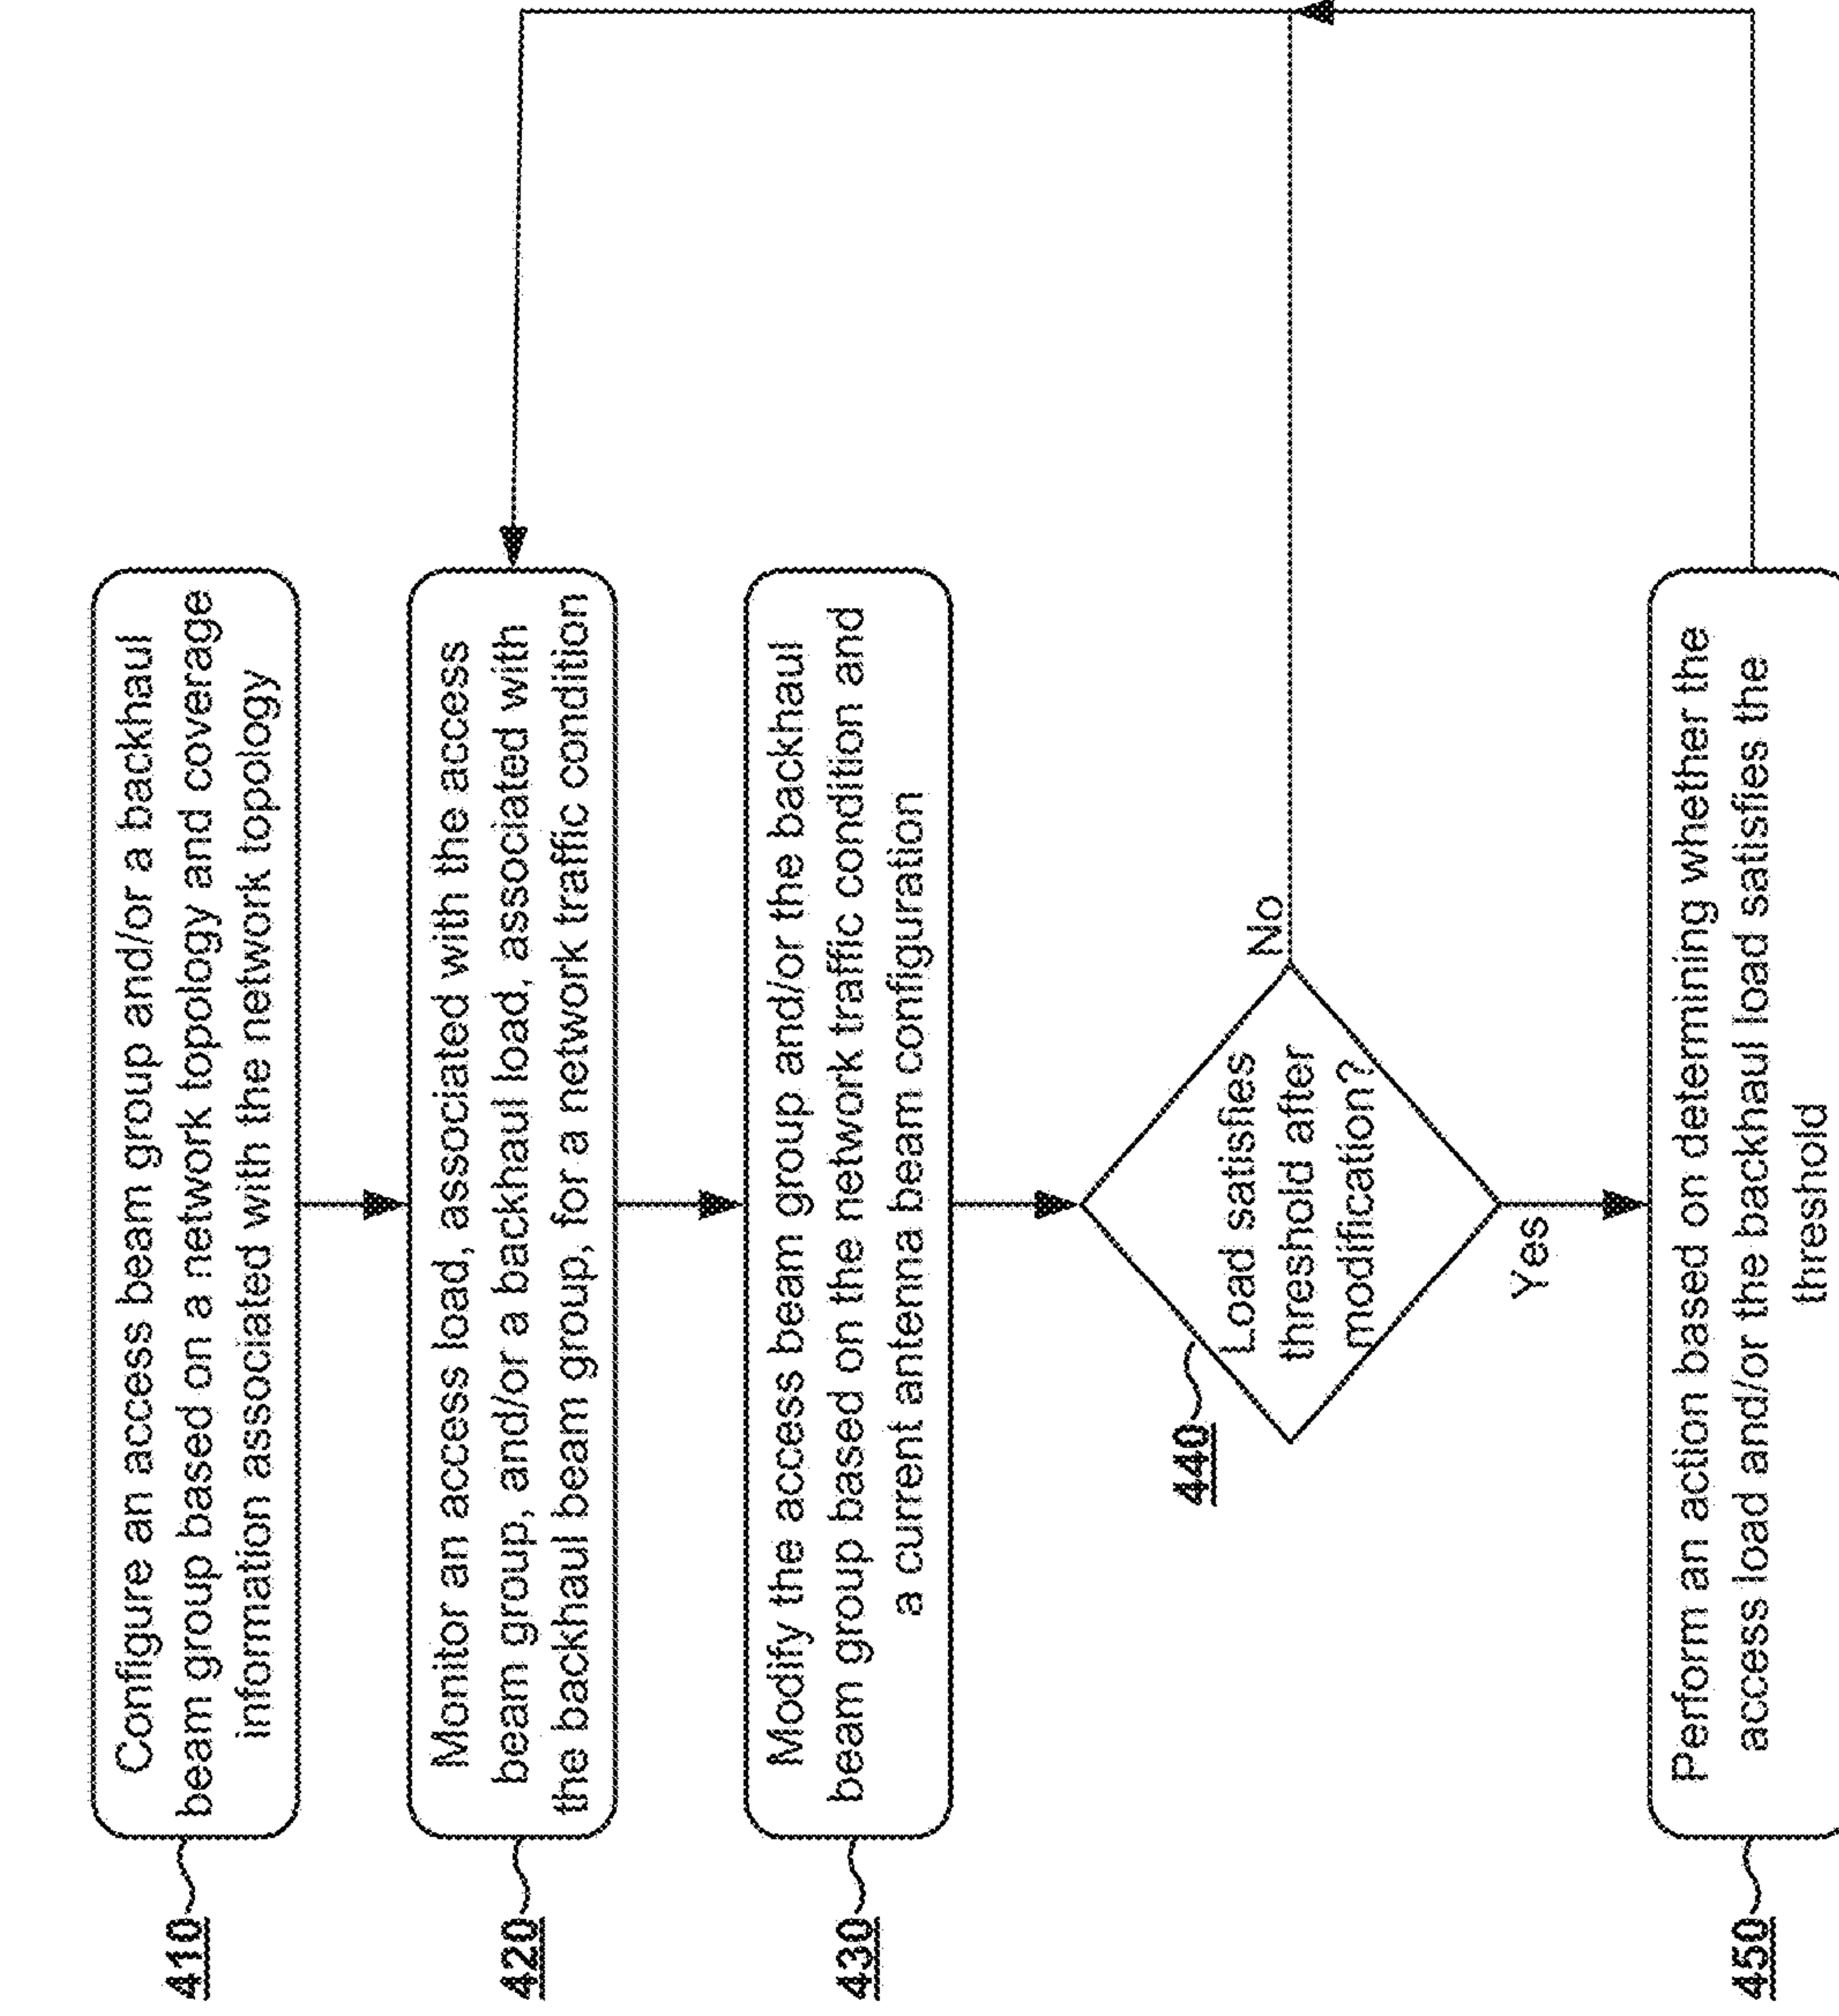 410
Configure an access beam group and/or a backhaul
beam group based on a network topology and coverage
information associated with the network topology
420
Monitor an access load, associated with the access
beam group, and/or a backhaul load, associated with
the backhaul beam group, for a network traffic condition
430
Modify the access beam group and/or the backhaul
beam group based on the network traffic condition and
a current antenna beam configuration
440
Load satisfies
threshold after
modification?
No
Yes
450
Perform an action based on determining whether the
access load and/or the backhaul load satisfies the
threshold